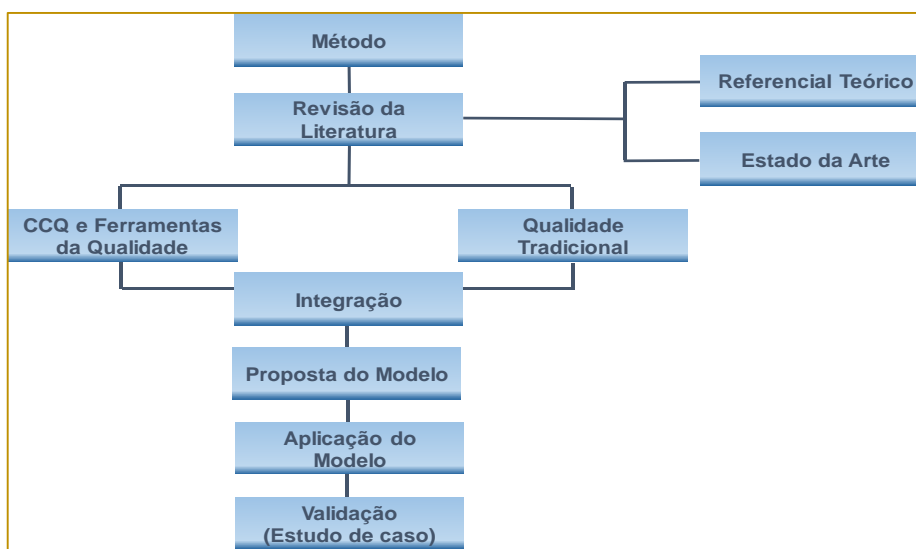 Método
Revisão da
Literatura
Referencial Teórico
Estado da Arte
CCQ e Ferramentas
da Qualidade
Qualidade
Tradicional
Integração
Proposta do Modelo
Aplicação do
Modelo
Validação
(Estudo de caso)